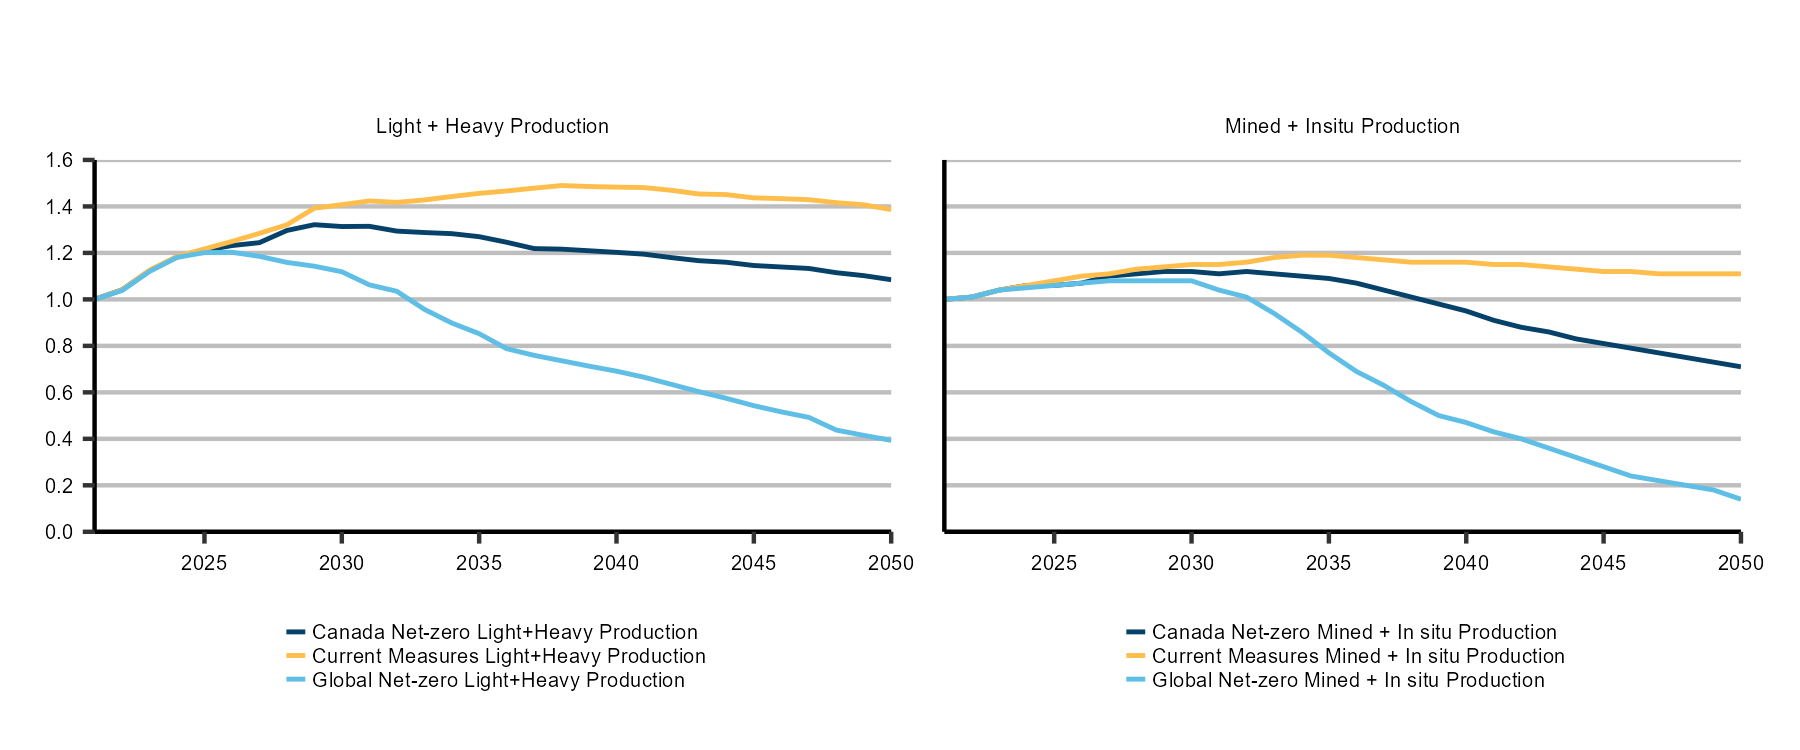 Light + Heavy Production
Mined + Insitu Production
1.6
1.4
1.2
1.0
0.8
0.6
0.4
0.2
0.0
2025 2030 2035 2040 2045 2050
2025 2030 2035 2040 2045 2050
Canada Net-zero Light+Heavy Production
Current Measures Light+Heavy Production
Global Net-zero Light+Heavy Production
Canada Net-zero Mined + In situ Production
Current Measures Mined + In situ Production
Global Net-zero Mined + In situ Production